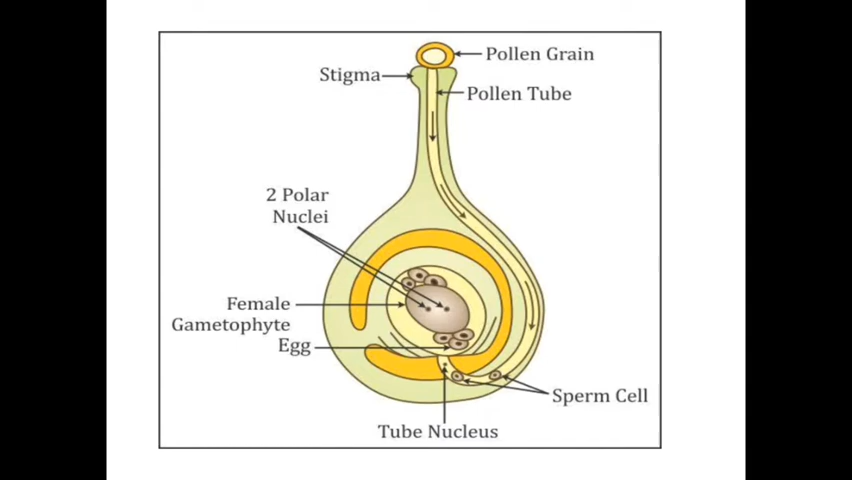 Pollen Grain
Stigma
Pollen Tube
2 Polar
Nuclei
Female
Gametophyte
Egg
Sperm Cell
Tube Nucleus